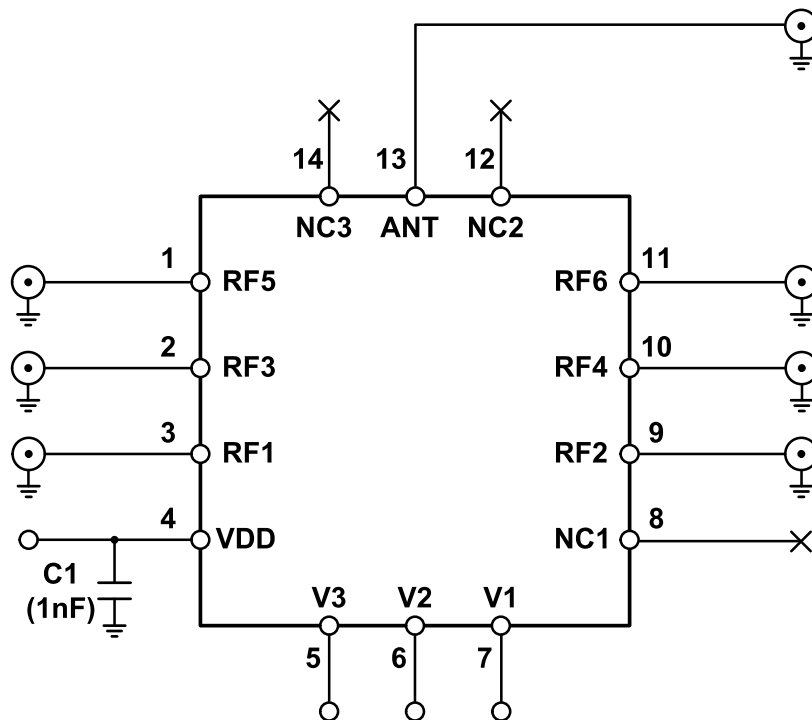 14 13 12
NC3 ANT NC2
1 RF5 RF6 11
2 RF3 RF4 10
3 RF1 RF2 9
4 VDD NC1 8
C1
(1nF)
V3 V2 V1
5 6 7